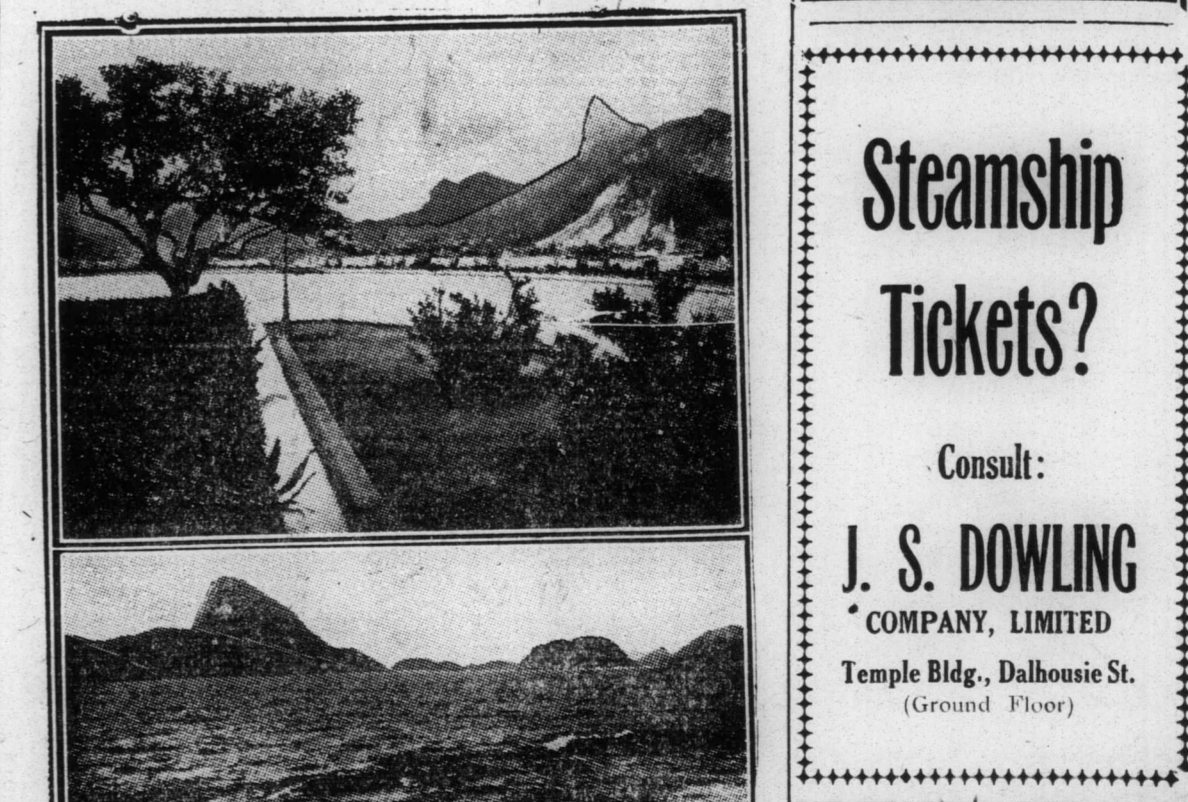 Steamship
Tickets?
Consult:
J. S. DOWLING
COMPANY, LIMITED
Temple Bldg., Dalhousie St.
(Ground Floor)